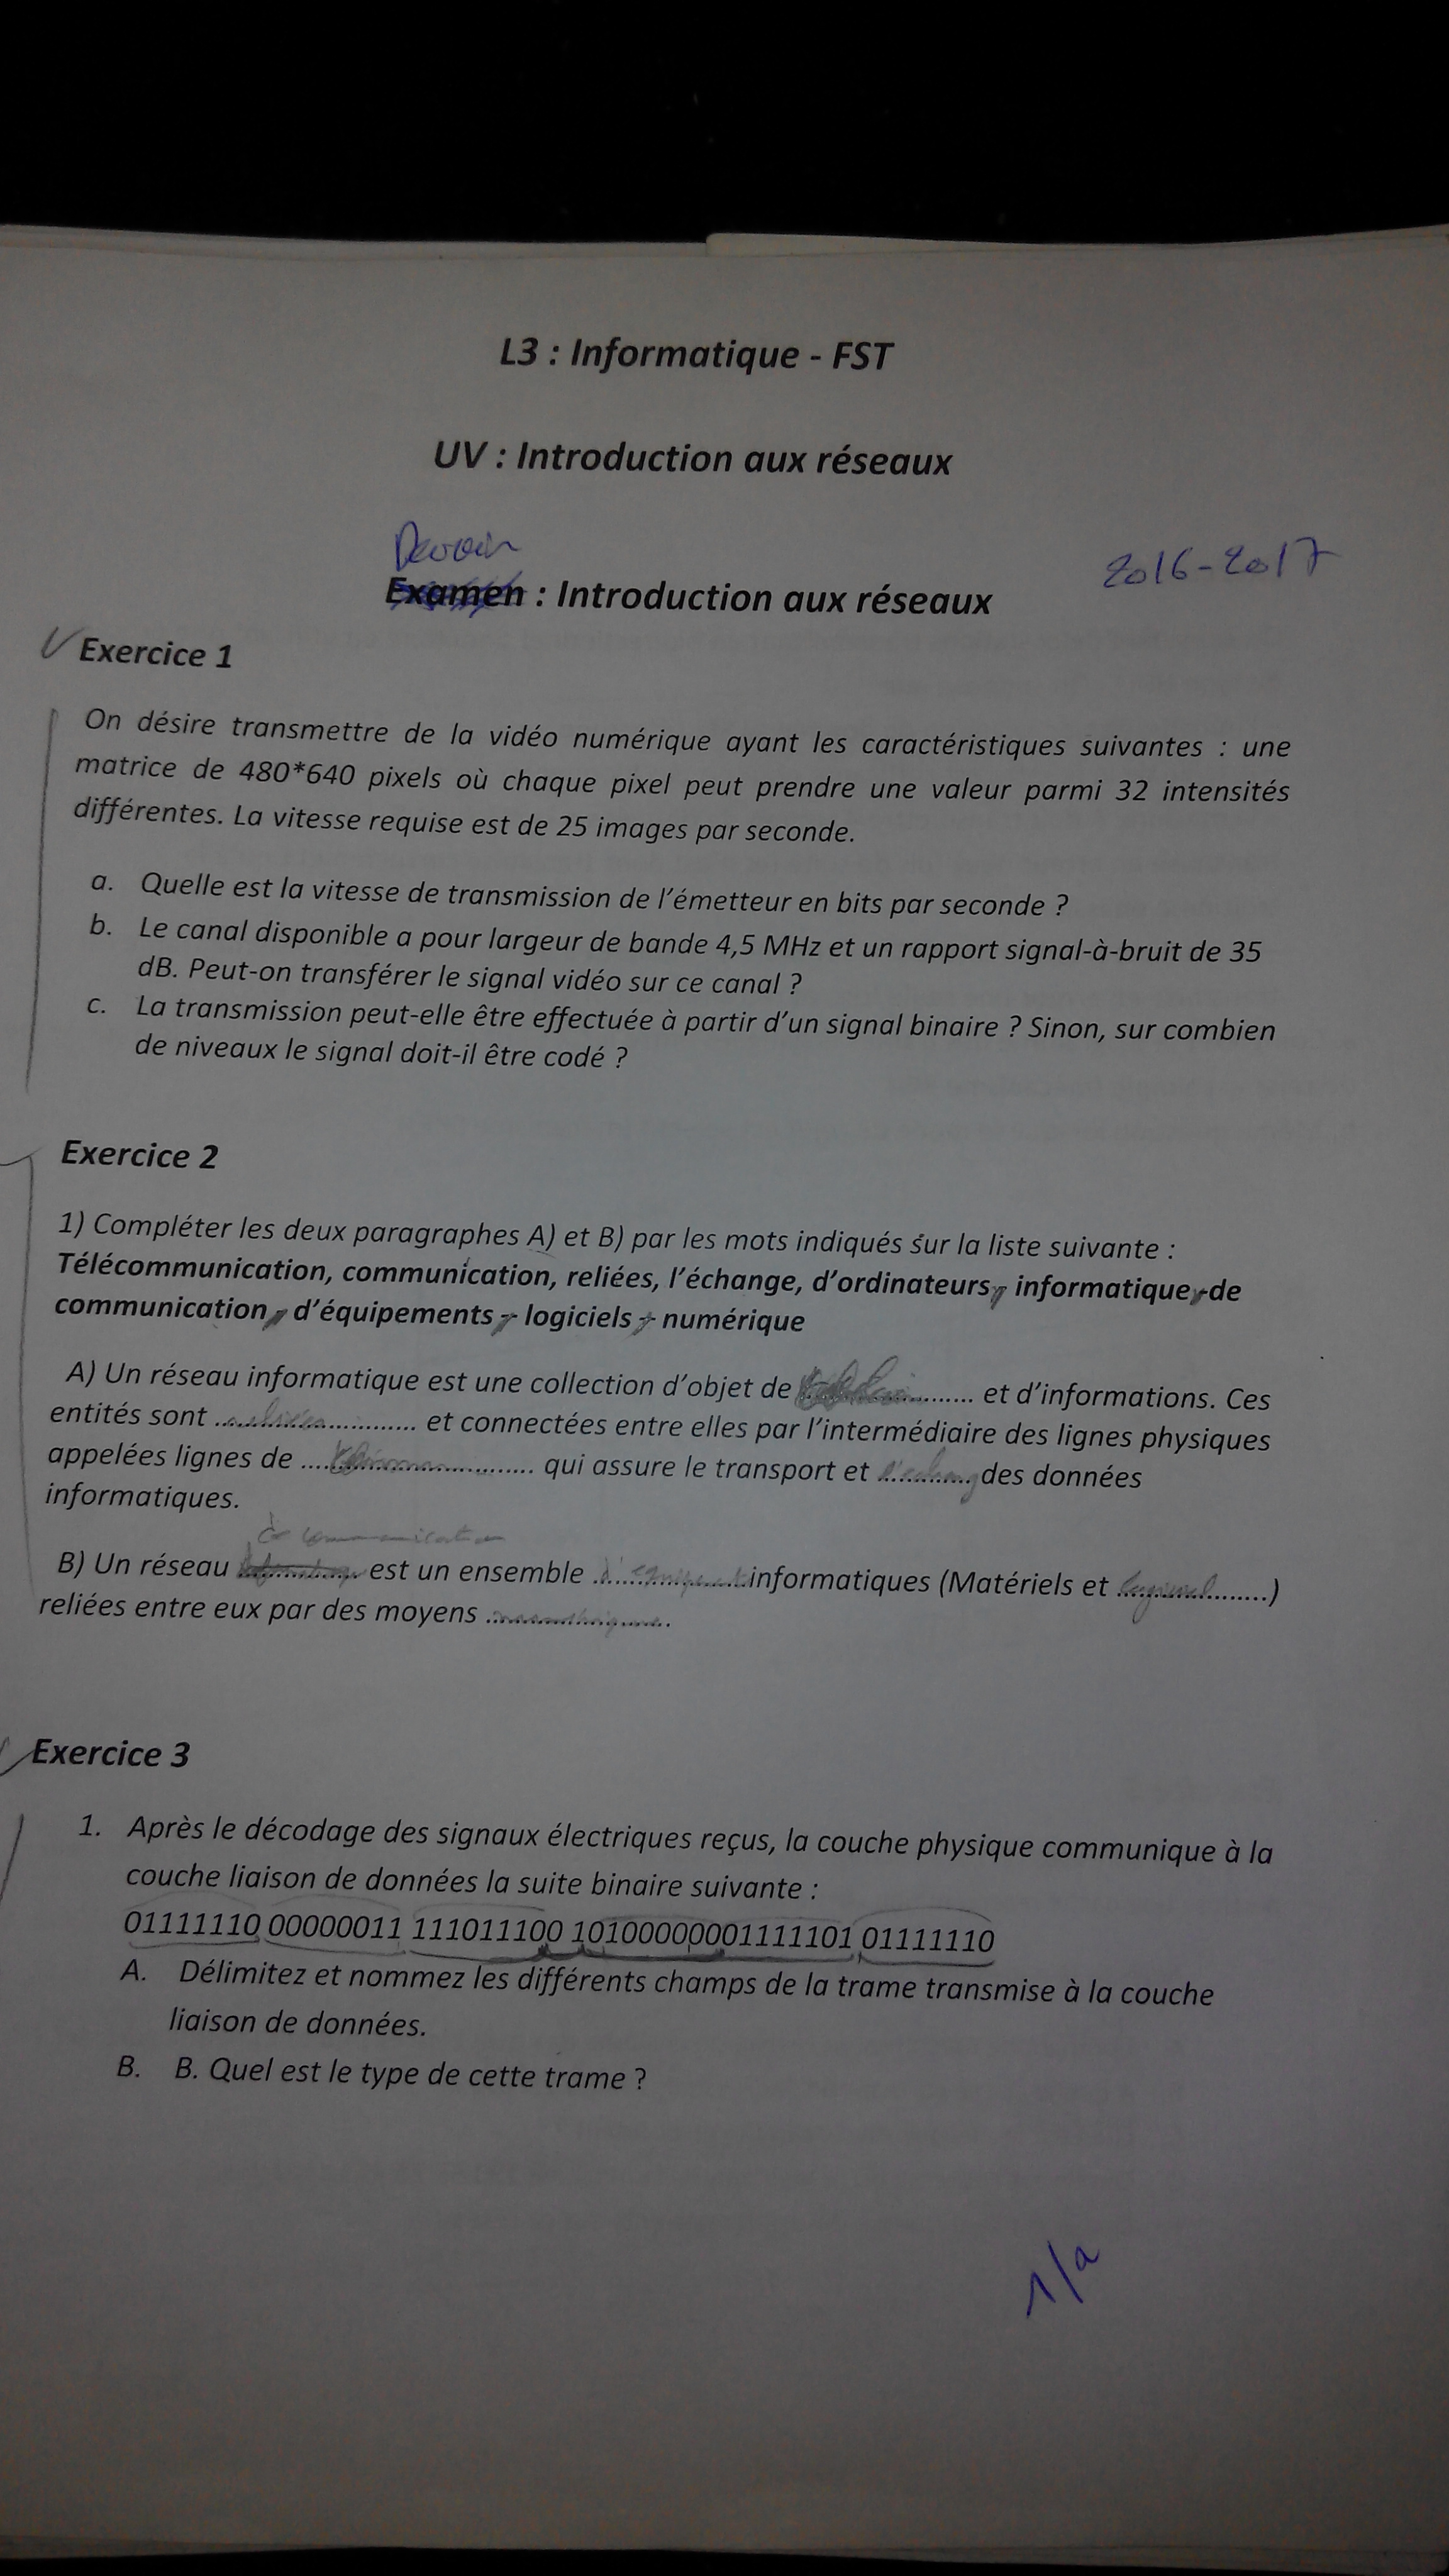 L3 : Informatique - FST
UV : Introduction aux réseaux
Devoir
2016-2017
Examen : Introduction aux réseaux
Exercice 1
On désire transmettre de la vidéo numérique ayant les caractéristiques suivantes : une
matrice de 480*640 pixels où chaque pixel peut prendre une valeur parmi 32 intensités
différentes. La vitesse requise est de 25 images par seconde.
a. Quelle est la vitesse de transmission de l'émetteur en bits par seconde ?
b. Le canal disponible a pour largeur de bande 4,5 MHz et un rapport signal-à-bruit de 35
dB. Peut-on transférer le signal vidéo sur ce canal ?
c. La transmission peut-elle être effectuée à partir d'un signal binaire ? Sinon, sur combien
de niveaux le signal doit-il être codé ?
Exercice 2
1) Compléter les deux paragraphes A) et B) par les mots indiqués sur la liste suivante :
Télécommunication, communication, reliées, l'échange, d'ordinateurs, informatique, de
communication, d'équipements, logiciels, numérique
A) Un réseau informatique est une collection d'objet de .................. et d'informations. Ces
entités sont .................. et connectées entre elles par l'intermédiaire des lignes physiques
appelées lignes de .................. qui assure le transport et l'échange des données
informatiques.
de communication
B) Un réseau .................. est un ensemble d'équipements informatiques (Matériels et logiciel)
reliées entre eux par des moyens ..................
Exercice 3
1. Après le décodage des signaux électriques reçus, la couche physique communique à la
couche liaison de données la suite binaire suivante :
01111110 00000011 111011100 10100000001111101 01111110
A. Délimitez et nommez les différents champs de la trame transmise à la couche
liaison de données.
B. B. Quel est le type de cette trame ?